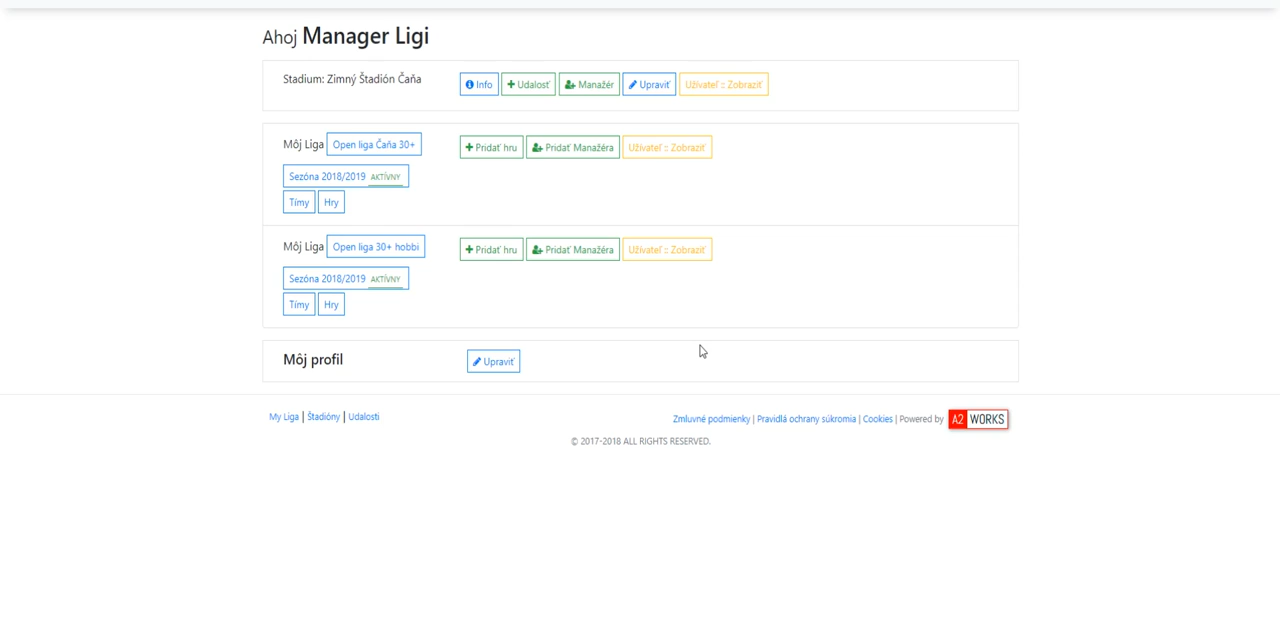 Ahoj Manager Ligi
Stadium: Zimný Štadión Čaňa Info Udalosť Manažér Upraviť Užívateľ :: Zobraziť
Môj Liga Open liga Čaňa 30+ Pridať hru Pridať Manažéra Užívateľ :: Zobraziť
Sezóna 2018/2019 AKTÍVNY
Tímy Hry
Môj Liga Open liga 30+ hobbi Pridať hru Pridať Manažéra Užívateľ :: Zobraziť
Sezóna 2018/2019 AKTÍVNY
Tímy Hry
Môj profil Upraviť
My Liga | Štadióny | Udalosti Zmluvné podmienky | Pravidlá ochrany súkromia | Cookies | Powered by A2 WORKS
© 2017-2018 ALL RIGHTS RESERVED.